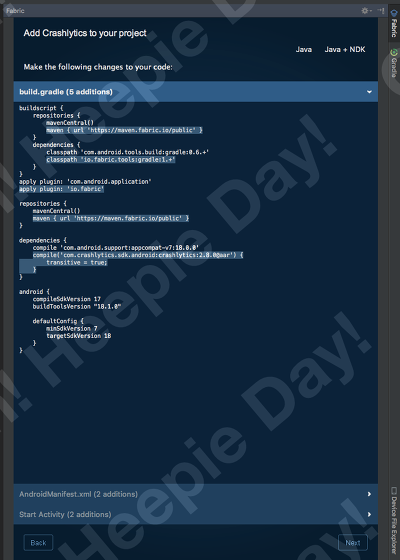 Fabric
Add Crashlytics to your project
Java Java + NDK
Make the following changes to your code:
build.gradle (5 additions)
buildscript {
repositories {
mavenCentral()
maven { url 'https://maven.fabric.io/public' }
}
dependencies {
classpath 'com.android.tools.build:gradle:0.6.+'
classpath 'io.fabric.tools:gradle:1.+'
}
}
apply plugin: 'com.android.application'
apply plugin: 'io.fabric'
repositories {
mavenCentral()
maven { url 'https://maven.fabric.io/public' }
}
dependencies {
compile 'com.android.support:appcompat-v7:18.0.0'
compile('com.crashlytics.sdk.android:crashlytics:2.8.0@aar') {
transitive = true;
}
}
android {
compileSdkVersion 17
buildToolsVersion "18.1.0"
defaultConfig {
minSdkVersion 7
targetSdkVersion 18
}
}
AndroidManifest.xml (2 additions)
Start Activity (2 additions)
Back Next
Fabric
Gradle
Device File Explorer
Heepie Day!
Heepie Day!
Heepie Day!